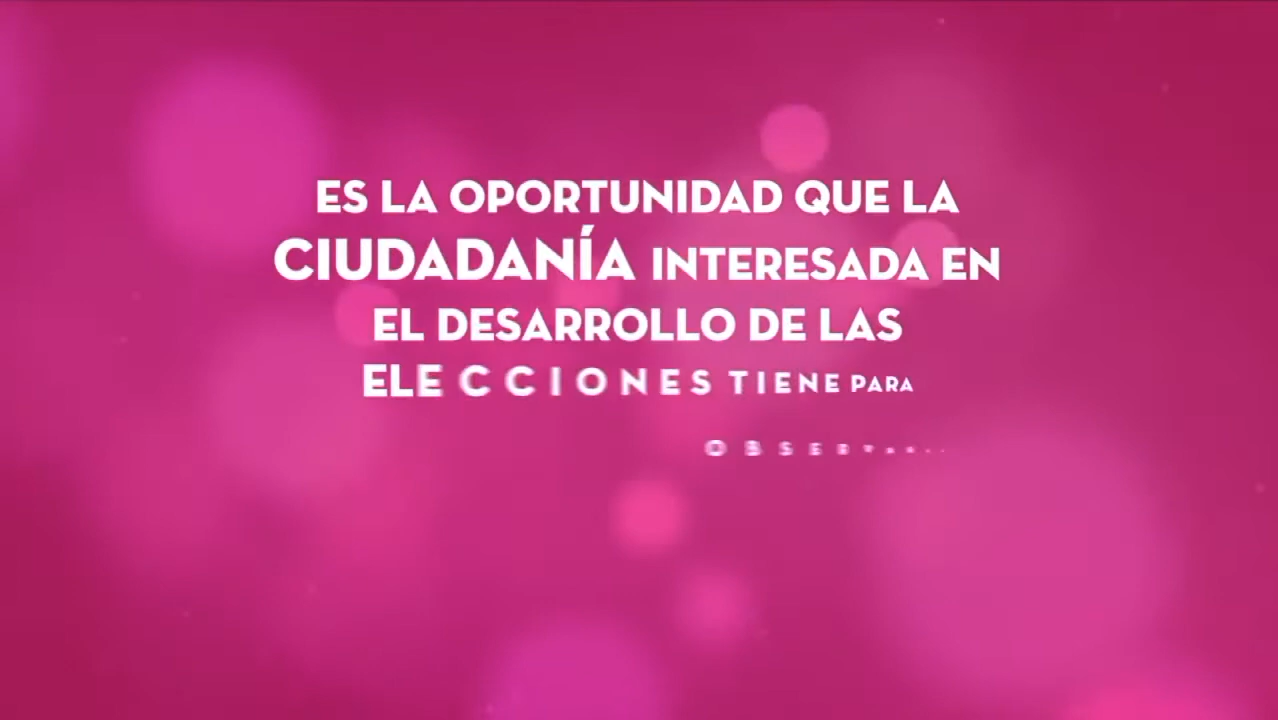 ES LA OPORTUNIDAD QUE LA
CIUDADANÍA INTERESADA EN
EL DESARROLLO DE LAS
ELECCIONES TIENE PARA